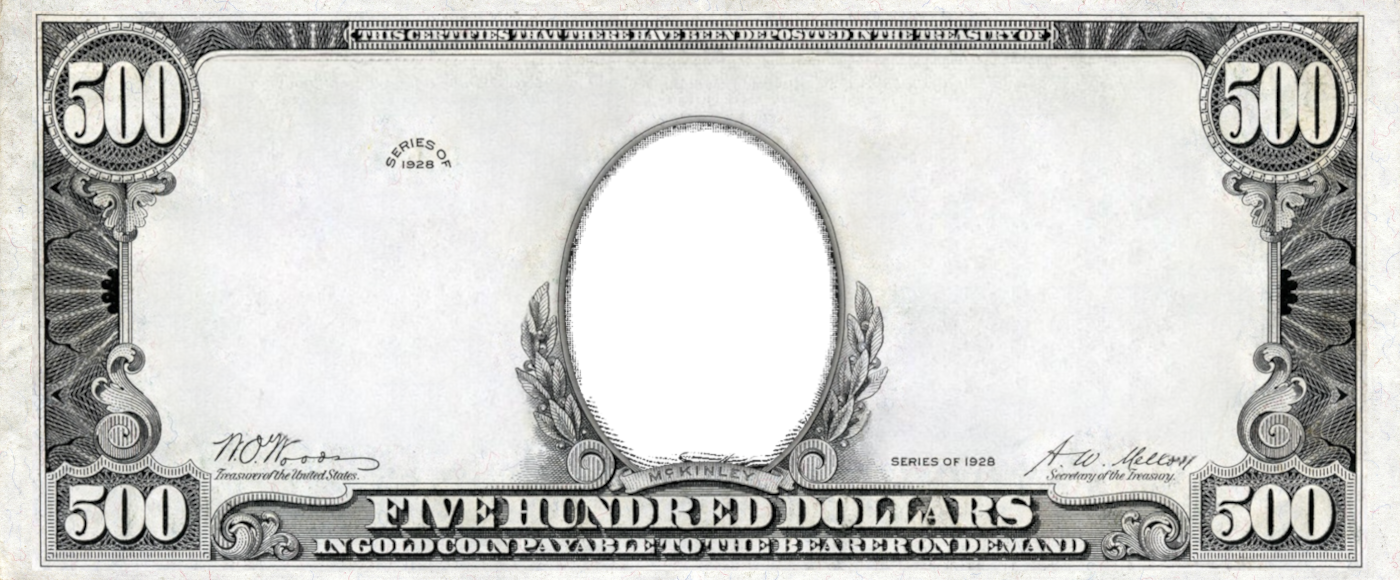 THIS CERTIFIES THAT THERE HAVE BEEN DEPOSITED IN THE TREASURY OF
500
500
SERIES OF
1928
W.O. Woods
Treasurer of the United States.
SERIES OF 1928
A. W. Mellon
Secretary of the Treasury.
McKINLEY
500
FIVE HUNDRED DOLLARS
500
IN GOLD COIN PAYABLE TO THE BEARER ON DEMAND